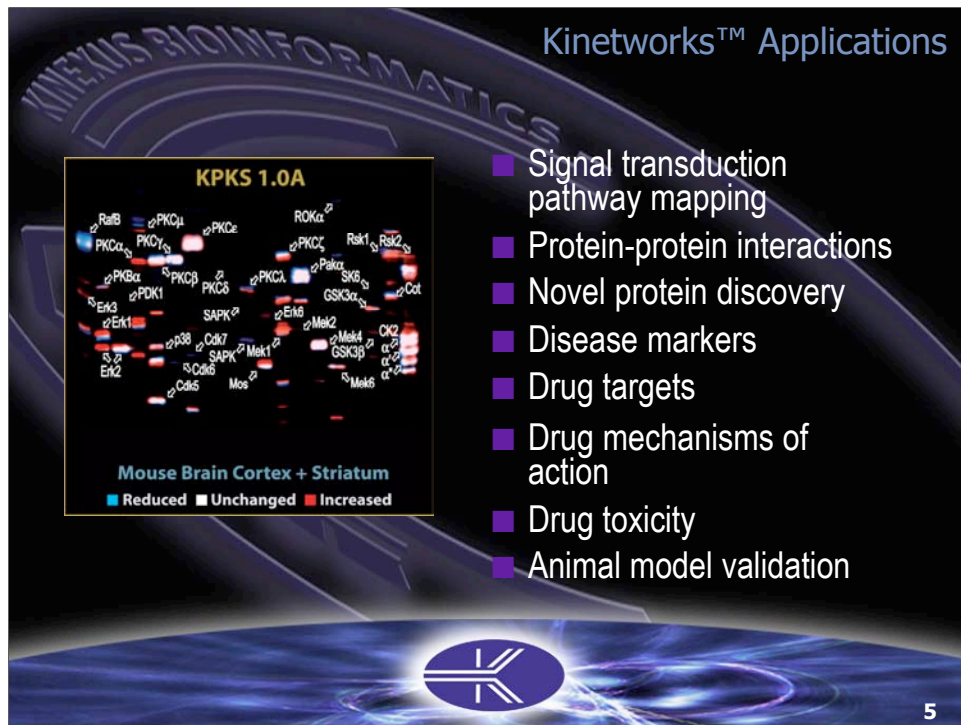 Kinetworks™ Applications
KINEXUS BIOINFORMATICS
KPKS 1.0A
RafB
PKCμ
PKCε
ROKα
PKCα
PKCγ
PKCζ
Rsk1
Rsk2
PKBα
PKCβ
PKCδ
PKCλ
Pakα
SK6
Cot
PDK1
GSK3α
Erk3
SAPK
Erk6
Erk1
Mek2
p38
Cdk7
Mek4
CK2
SAPK
Mek1
GSK3β
α
α'
α"
Erk2
Cdk6
Mos
Mek6
Cdk5
Mouse Brain Cortex + Striatum
Reduced Unchanged Increased
Signal transduction
pathway mapping
Protein-protein interactions
Novel protein discovery
Disease markers
Drug targets
Drug mechanisms of
action
Drug toxicity
Animal model validation
5